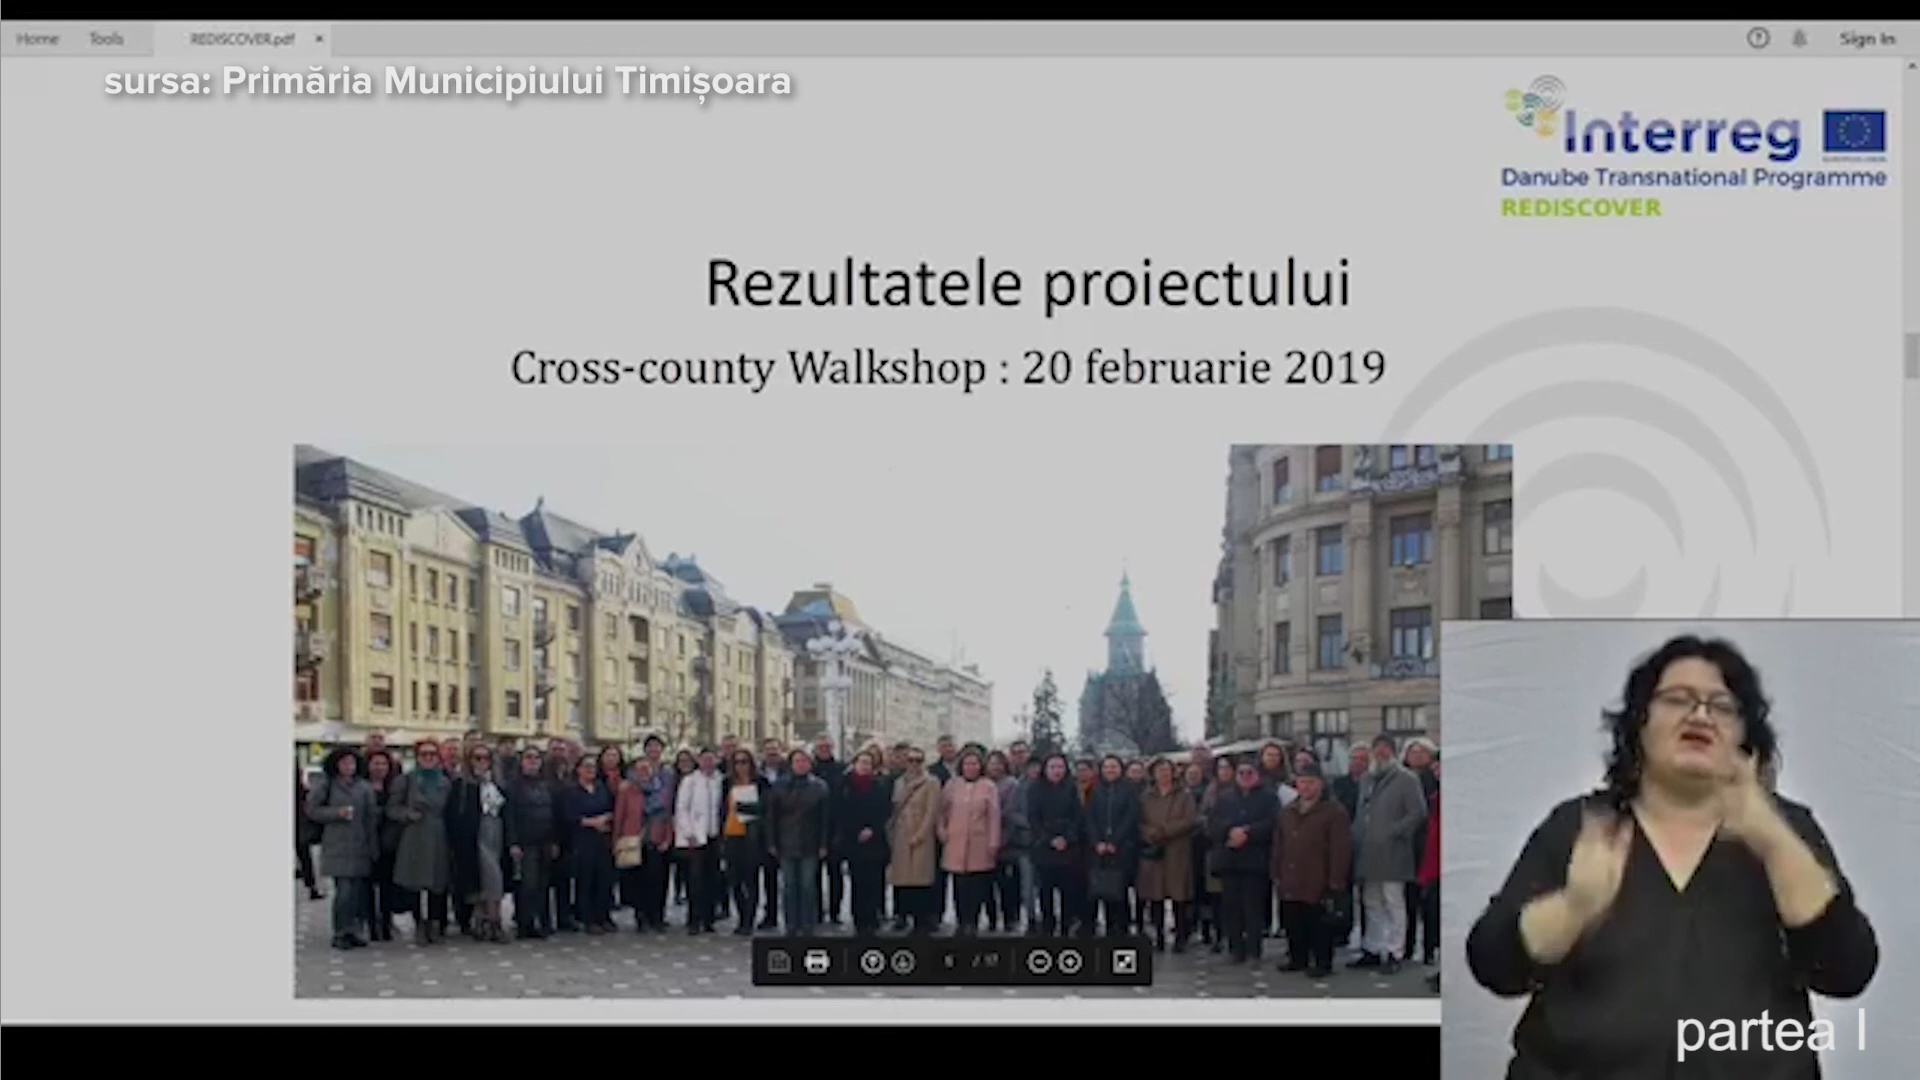 Home Tools REDISCOVER.pdf × Sign In
sursa: Primăria Municipiului Timișoara
Interreg
Danube Transnational Programme
REDISCOVER
Rezultatele proiectului
Cross-county Walkshop : 20 februarie 2019
partea I